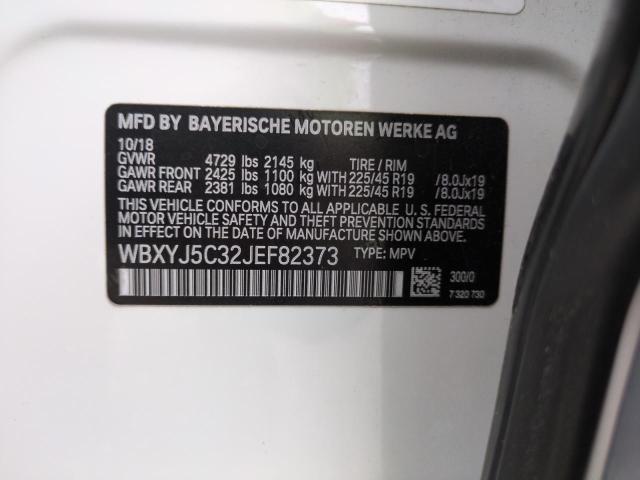 MFD BY BAYERISCHE MOTOREN WERKE AG
10/18
GVWR 4729 lbs 2145 kg TIRE / RIM
GAWR FRONT 2425 lbs 1100 kg WITH 225/45 R19 /8.0Jx19
GAWR REAR 2381 lbs 1080 kg WITH 225/45 R19 /8.0Jx19
THIS VEHICLE CONFORMS TO ALL APPLICABLE U.S. FEDERAL
MOTOR VEHICLE SAFETY AND THEFT PREVENTION STANDARDS
IN EFFECT ON THE DATE OF MANUFACTURE SHOWN ABOVE.
WBXYJ5C32JEF82373 TYPE: MPV
300/0
7 320 730